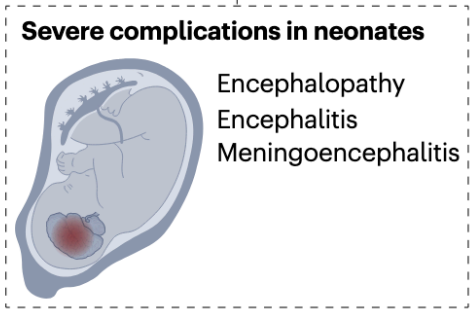 Severe complications in neonates
Encephalopathy
Encephalitis
Meningoencephalitis